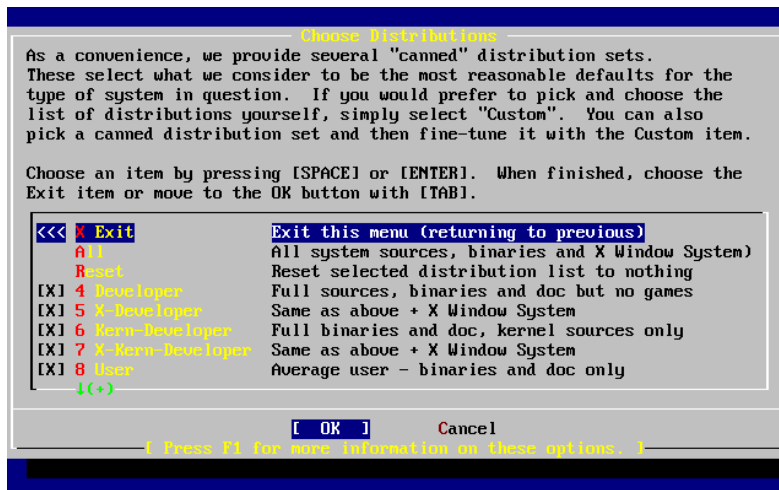 Choose Distributions
As a convenience, we provide several "canned" distribution sets.
These select what we consider to be the most reasonable defaults for the
type of system in question.  If you would prefer to pick and choose the
list of distributions yourself, simply select "Custom".  You can also
pick a canned distribution set and then fine-tune it with the Custom item.
Choose an item by pressing [SPACE] or [ENTER].  When finished, choose the
Exit item or move to the OK button with [TAB].
<<< X Exit Exit this menu (returning to previous)
All All system sources, binaries and X Window System)
Reset Reset selected distribution list to nothing
[X] 4 Developer Full sources, binaries and doc but no games
[X] 5 X-Developer Same as above + X Window System
[X] 6 Kern-Developer Full binaries and doc, kernel sources only
[X] 7 X-Kern-Developer Same as above + X Window System
[X] 8 User Average user - binaries and doc only
↓(+)
[ OK ] Cancel
[ Press F1 for more information on these options. ]